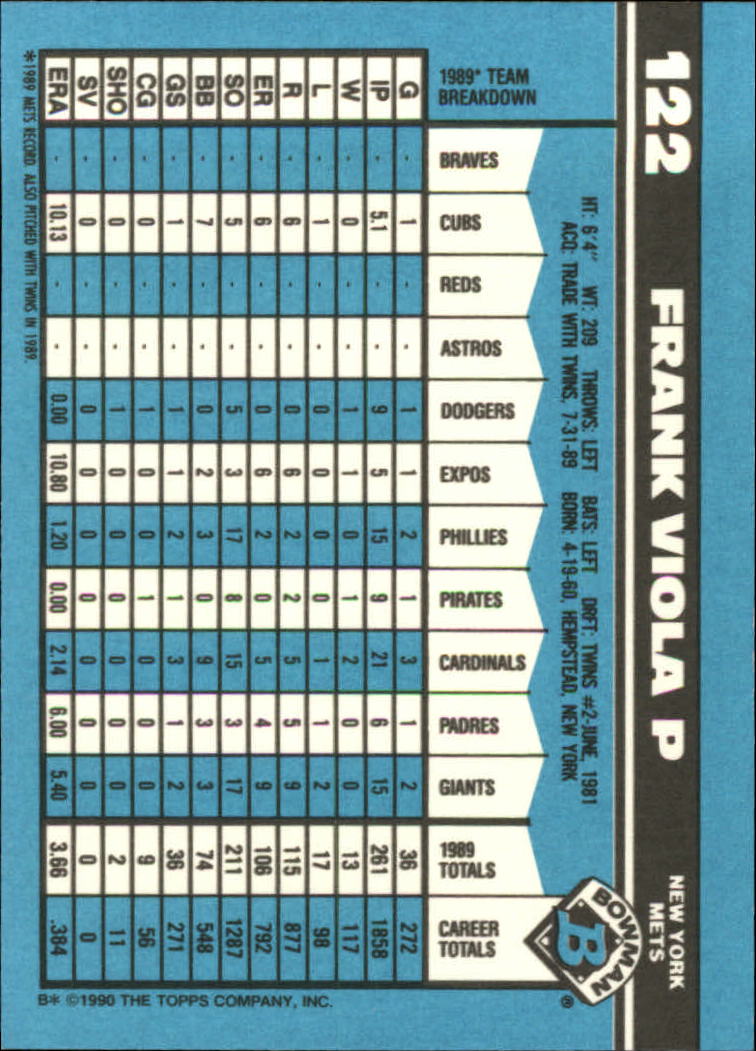 122 FRANK VIOLA P NEW YORK METS
HT: 6'4" WT: 209 THROWS: LEFT BATS: LEFT DRFT: TWINS #2-JUNE, 1981
ACQ: TRADE WITH TWINS, 7-31-89 BORN: 4-19-60, HEMPSTEAD, NEW YORK
BOWMAN
B
®
1989* TEAM BREAKDOWN BRAVES CUBS REDS ASTROS DODGERS EXPOS PHILLIES PIRATES CARDINALS PADRES GIANTS 1989 TOTALS CAREER TOTALS
G - 1 - - 1 1 2 1 3 1 2 36 272
IP - 5.1 - - 9 5 15 9 21 6 15 261 1858
W - 0 - - 1 1 0 1 2 0 0 13 117
L - 1 - - 0 0 0 0 1 1 2 17 98
R - 6 - - 0 6 2 2 5 5 9 115 877
ER - 6 - - 0 6 2 0 5 4 9 106 792
SO - 5 - - 5 3 17 8 15 3 17 211 1287
BB - 7 - - 0 2 3 0 9 3 3 74 548
GS - 1 - - 1 1 2 1 3 1 2 36 271
CG - 0 - - 1 0 0 1 0 0 0 9 56
SHO - 0 - - 1 0 0 0 0 0 0 2 11
SV - 0 - - 0 0 0 0 0 0 0 0 0
ERA - 10.13 - - 0.00 10.80 1.20 0.00 2.14 6.00 5.40 3.66 .384
*1989 METS RECORD. ALSO PITCHED WITH TWINS IN 1989.
B* ©1990 THE TOPPS COMPANY, INC.